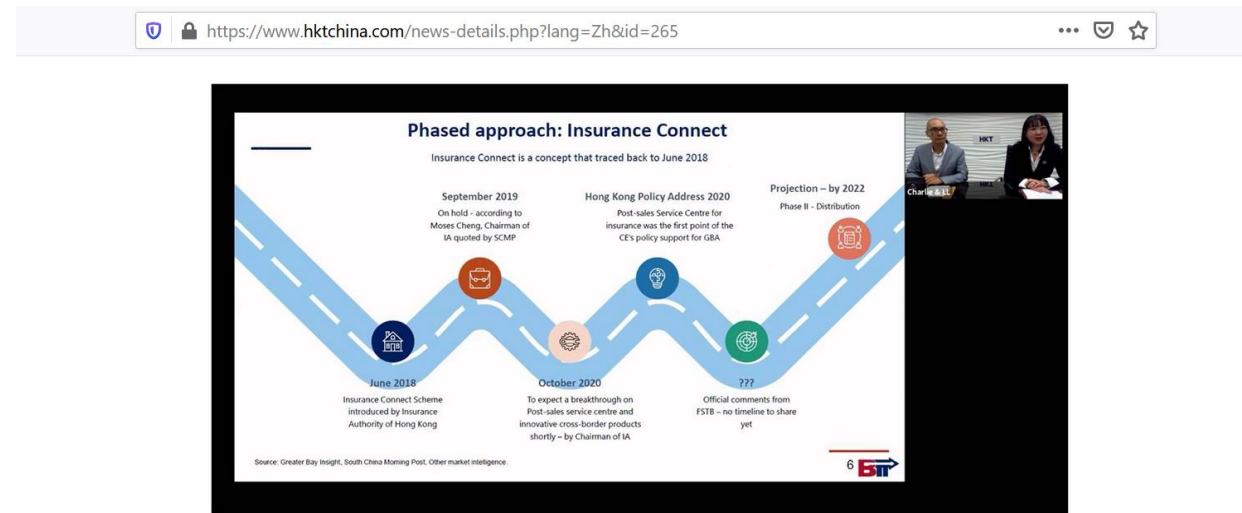 https://www.hktchina.com/news-details.php?lang=Zh&id=265
Phased approach: Insurance Connect
Insurance Connect is a concept that traced back to June 2018
September 2019
On hold - according to
Moses Cheng, Chairman of
IA quoted by SCMP
Hong Kong Policy Address 2020
Post-sales Service Centre for
insurance was the first point of the
CE's policy support for GBA
Projection – by 2022
Phase II - Distribution
June 2018
Insurance Connect Scheme
introduced by Insurance
Authority of Hong Kong
October 2020
To expect a breakthrough on
Post-sales service centre and
innovative cross-border products
shortly – by Chairman of IA
???
Official comments from
FSTB – no timeline to share
yet
Source: Greater Bay Insight, South China Morning Post, Other market intelligence.
6
HKT
Charlie & LL